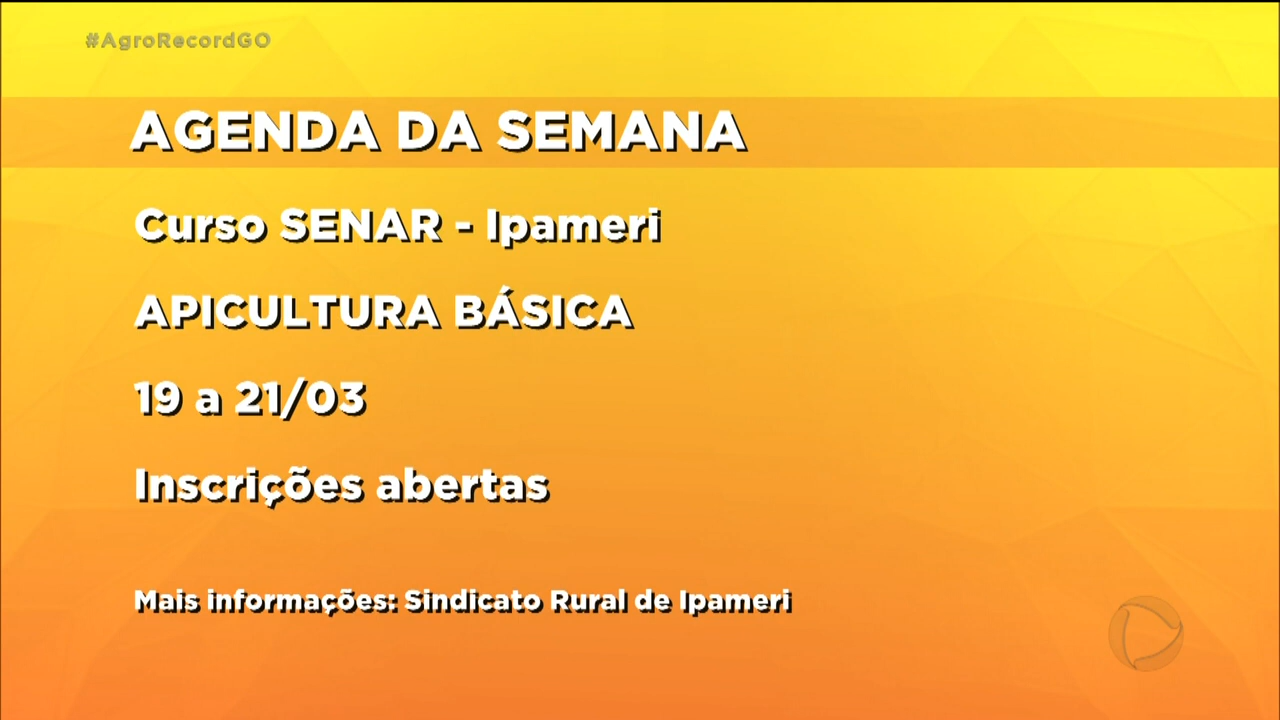 #AgroRecordGO
AGENDA DA SEMANA
Curso SENAR - Ipameri
APICULTURA BÁSICA
19 a 21/03
Inscrições abertas
Mais informações: Sindicato Rural de Ipameri